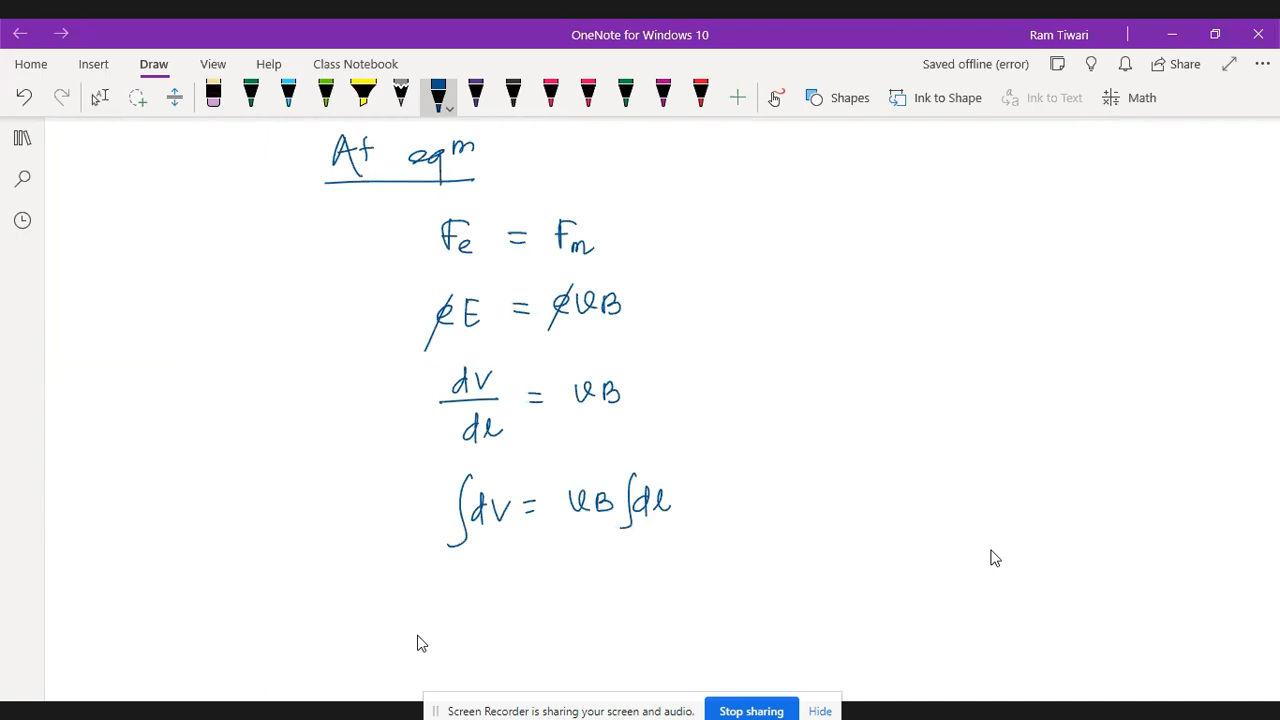 OneNote for Windows 10
Ram Tiwari
Home Insert Draw View Help Class Notebook
Saved offline (error) Share
Shapes Ink to Shape Ink to Text Math
At eqᵐ
Fₑ = Fₘ
eE = evB
dV/dl = vB
∫dV = vB∫dl
Screen Recorder is sharing your screen and audio. Stop sharing Hide